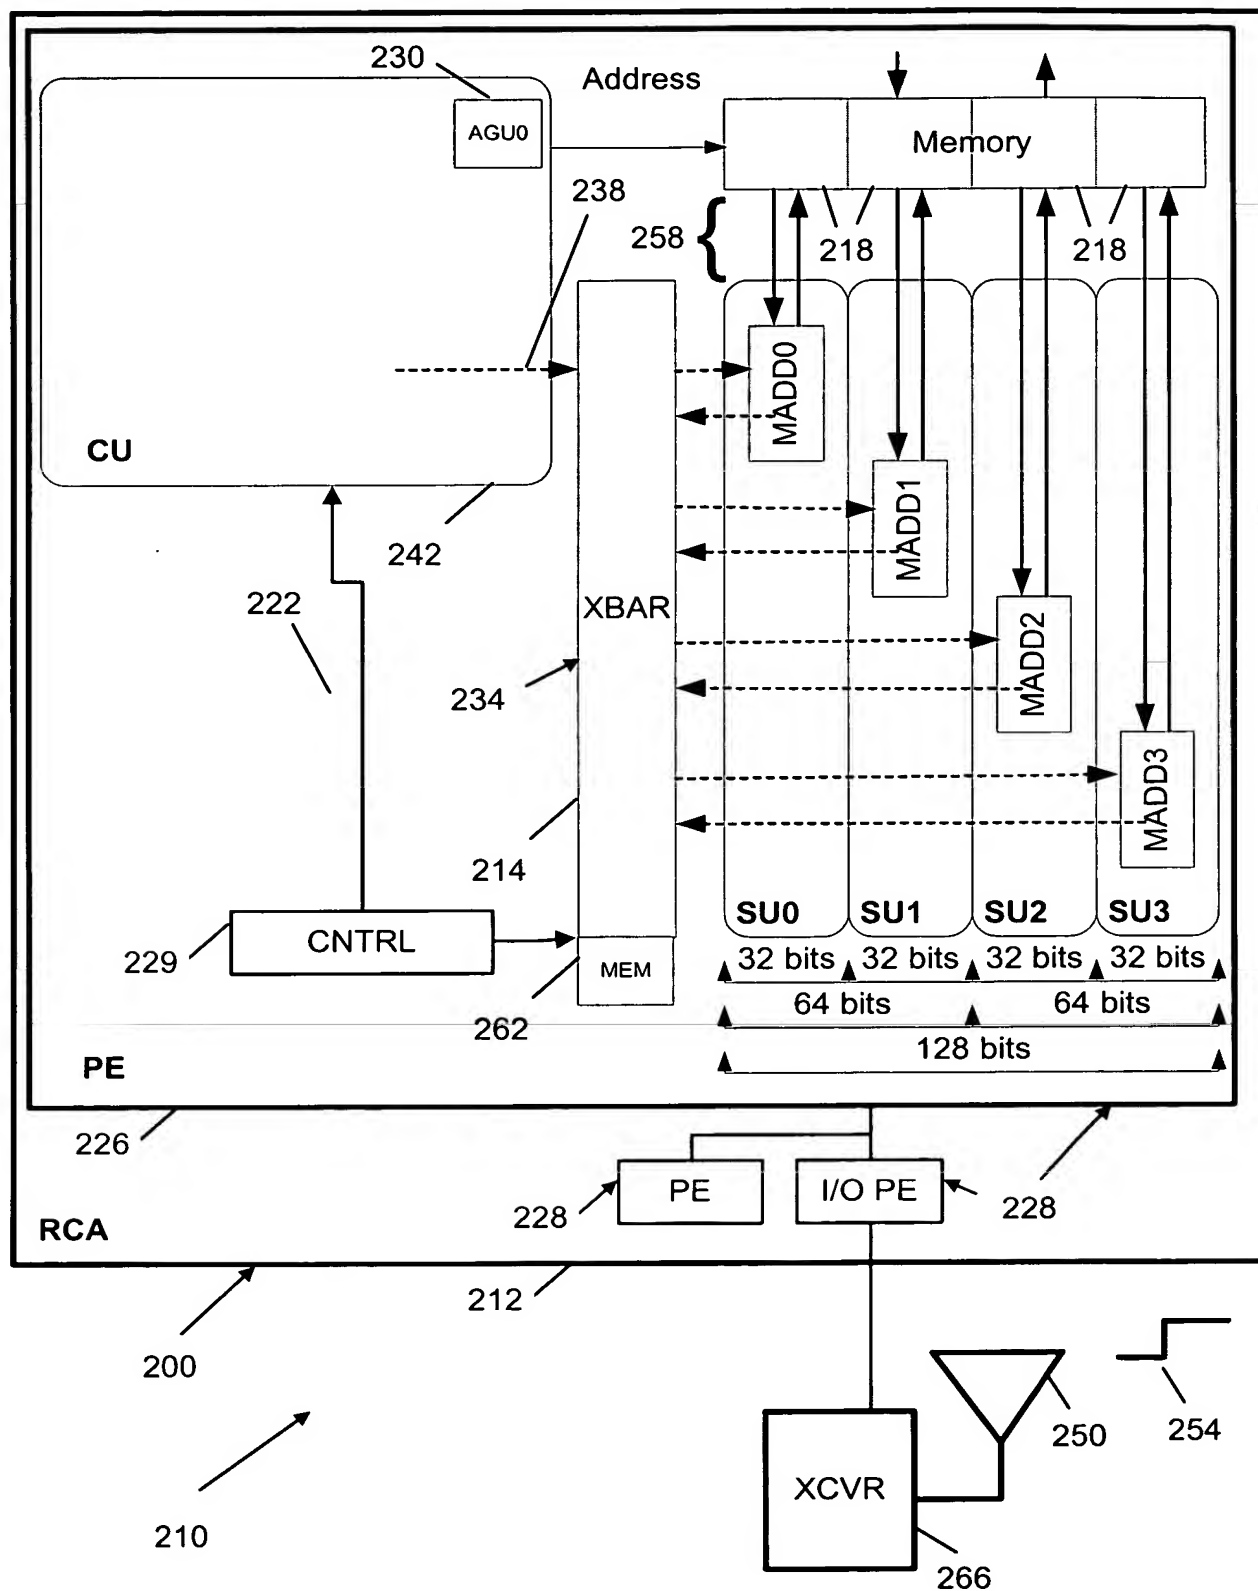 230
Address
AGU0
Memory
238
258
218
218
MADD0
CU
MADD1
242
222
XBAR
MADD2
234
MADD3
214
SU0
SU1
SU2
SU3
CNTRL
229
32 bits
32 bits
32 bits
32 bits
MEM
64 bits
64 bits
262
128 bits
PE
226
PE
I/O PE
228
228
RCA
212
200
250
254
XCVR
210
266